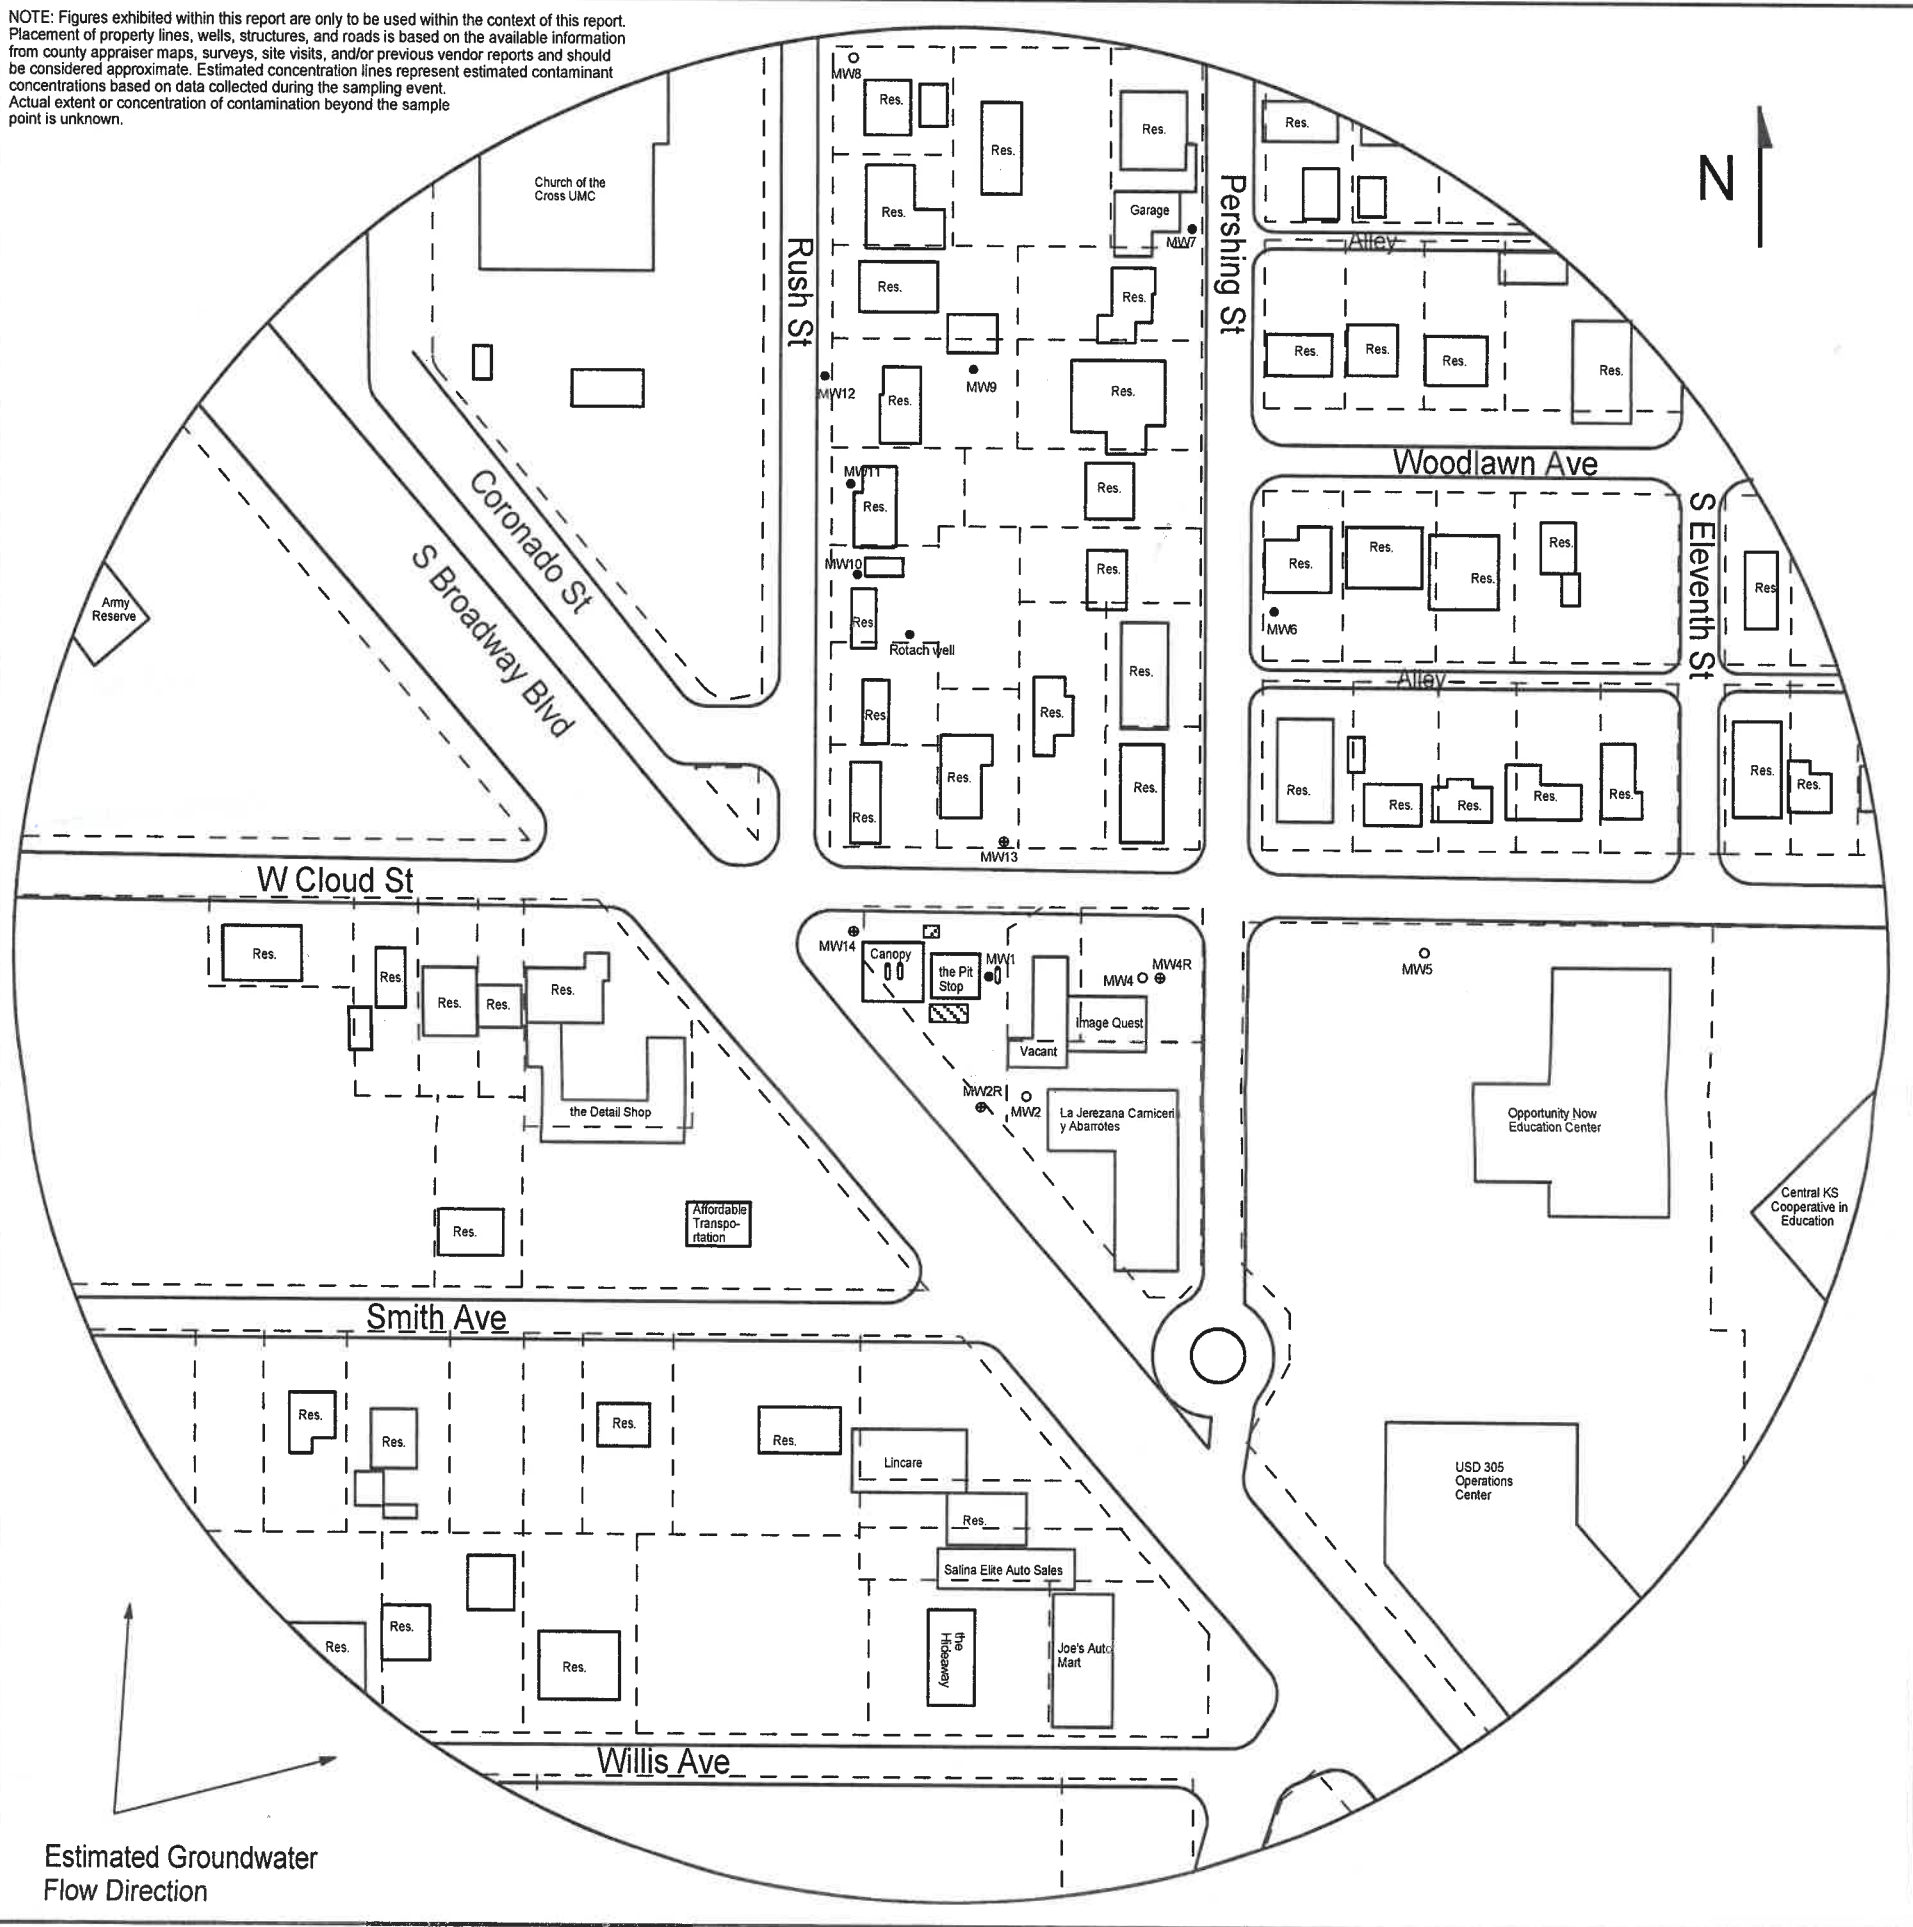 NOTE: Figures exhibited within this report are only to be used within the context of this report.
Placement of property lines, wells, structures, and roads is based on the available information
from county appraiser maps, surveys, site visits, and/or previous vendor reports and should
be considered approximate. Estimated concentration lines represent estimated contaminant
concentrations based on data collected during the sampling event.
Actual extent or concentration of contamination beyond the sample
point is unknown.
N
MW8
Res.
Res.
Res.
Res.
Church of the
Cross UMC
Res.
Garage
MW7
Pershing St
Alley
Rush St
Res.
Res.
Res.
Res.
Res.
Res.
MW12
Res.
MW9
Res.
Woodlawn Ave
MW11
Res.
Res.
Coronado St
S Broadway Blvd
S Eleventh St
Res.
Res.
Res.
Res.
Res
MW10
Res.
Army
Reserve
Res
MW6
Rotach well
Res.
Alley
Res
Res.
Res.
Res.
Res.
Res.
Res.
Res.
Res.
Res.
Res.
Res.
Res.
MW13
W Cloud St
Res.
Res.
Res.
Res.
Res.
the Detail Shop
MW14
Canopy
the Pit
Stop
MW1
MW4
MW4R
Image Quest
Vacant
MW5
MW2R
MW2
La Jerezana Carniceri
y Abarrotes
Opportunity Now
Education Center
Central KS
Cooperative in
Education
Res.
Affordable
Transpo-
rtation
Smith Ave
Res.
Res.
Res.
Res.
Lincare
Res.
Salina Elite Auto Sales
USD 305
Operations
Center
Res.
Res.
Res.
the
Hideaway
Joe's Auto
Mart
Willis Ave
Estimated Groundwater
Flow Direction